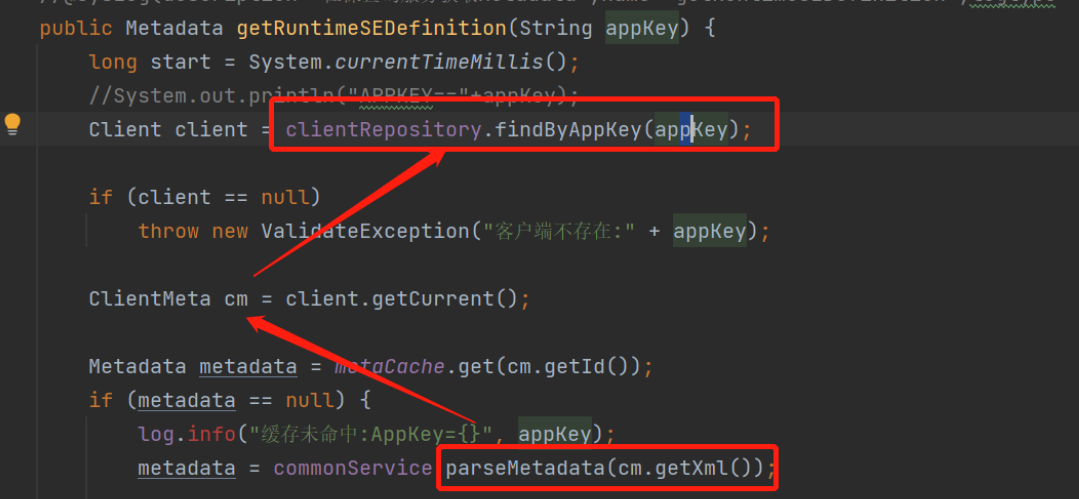 public Metadata getRuntimeSEDefinition(String appKey) {
long start = System.currentTimeMillis();
//System.out.println("APPKEY=="+appKey);
Client client = clientRepository.findByAppKey(appKey);
if (client == null)
throw new ValidateException("客户端不存在:" + appKey);
ClientMeta cm = client.getCurrent();
Metadata metadata = metaCache.get(cm.getId());
if (metadata == null) {
log.info("缓存未命中:AppKey={}", appKey);
metadata = commonService.parseMetadata(cm.getXml());